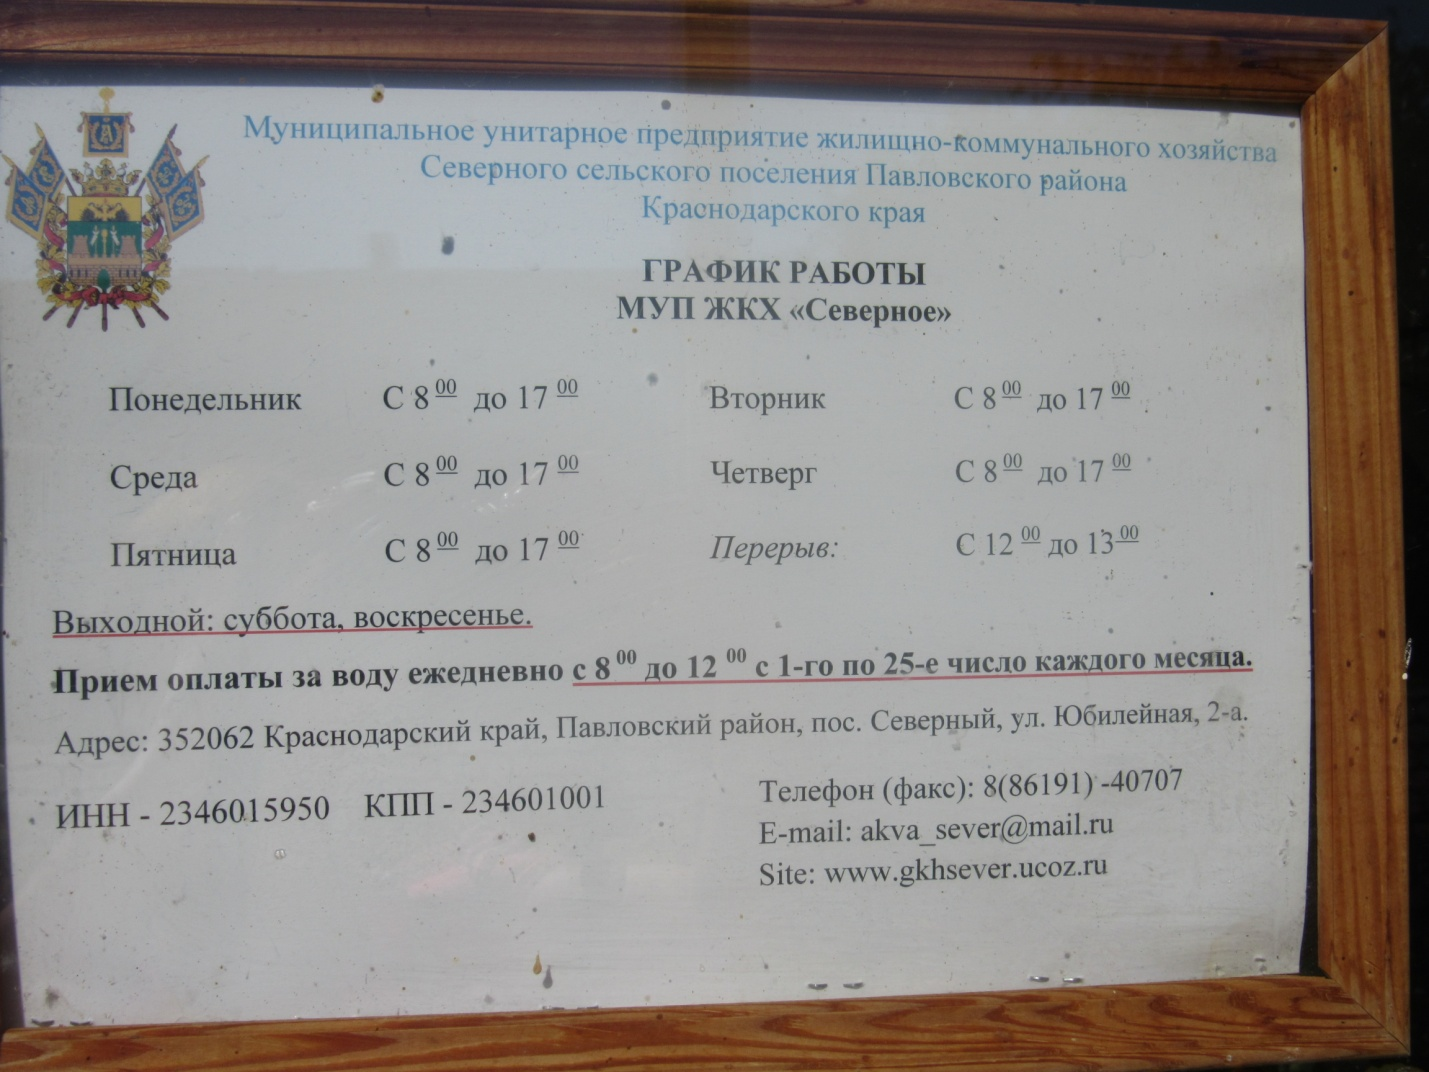 Муниципальное унитарное предприятие жилищно-коммунального хозяйства
Северного сельского поселения Павловского района
Краснодарского края
ГРАФИК РАБОТЫ
МУП ЖКХ «Северное»
Понедельник С 8 00 до 17 00 Вторник С 8 00 до 17 00
Среда С 8 00 до 17 00 Четверг С 8 00 до 17 00
Пятница С 8 00 до 17 00 Перерыв: С 12 00 до 13 00
Выходной: суббота, воскресенье.
Прием оплаты за воду ежедневно с 8 00 до 12 00 с 1-го по 25-е число каждого месяца.
Адрес: 352062 Краснодарский край, Павловский район, пос. Северный, ул. Юбилейная, 2-а.
ИНН - 2346015950 КПП - 234601001
Телефон (факс): 8(86191) -40707
E-mail: akva_sever@mail.ru
Site: www.gkhsever.ucoz.ru